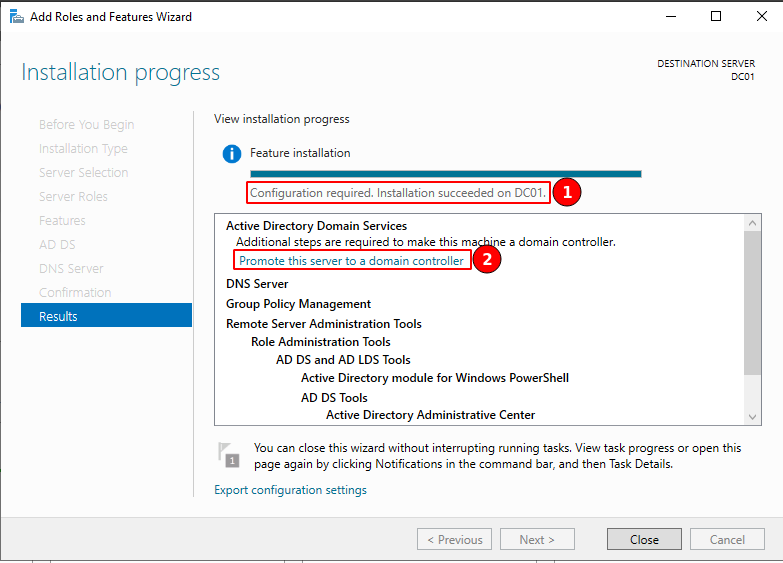 Add Roles and Features Wizard
Installation progress
DESTINATION SERVER
DC01
Before You Begin
Installation Type
Server Selection
Server Roles
Features
AD DS
DNS Server
Confirmation
Results
View installation progress
Feature installation
Configuration required. Installation succeeded on DC01.
1
Active Directory Domain Services
Additional steps are required to make this machine a domain controller.
Promote this server to a domain controller
2
DNS Server
Group Policy Management
Remote Server Administration Tools
Role Administration Tools
AD DS and AD LDS Tools
Active Directory module for Windows PowerShell
AD DS Tools
Active Directory Administrative Center
1
You can close this wizard without interrupting running tasks. View task progress or open this
page again by clicking Notifications in the command bar, and then Task Details.
Export configuration settings
< Previous
Next >
Close
Cancel